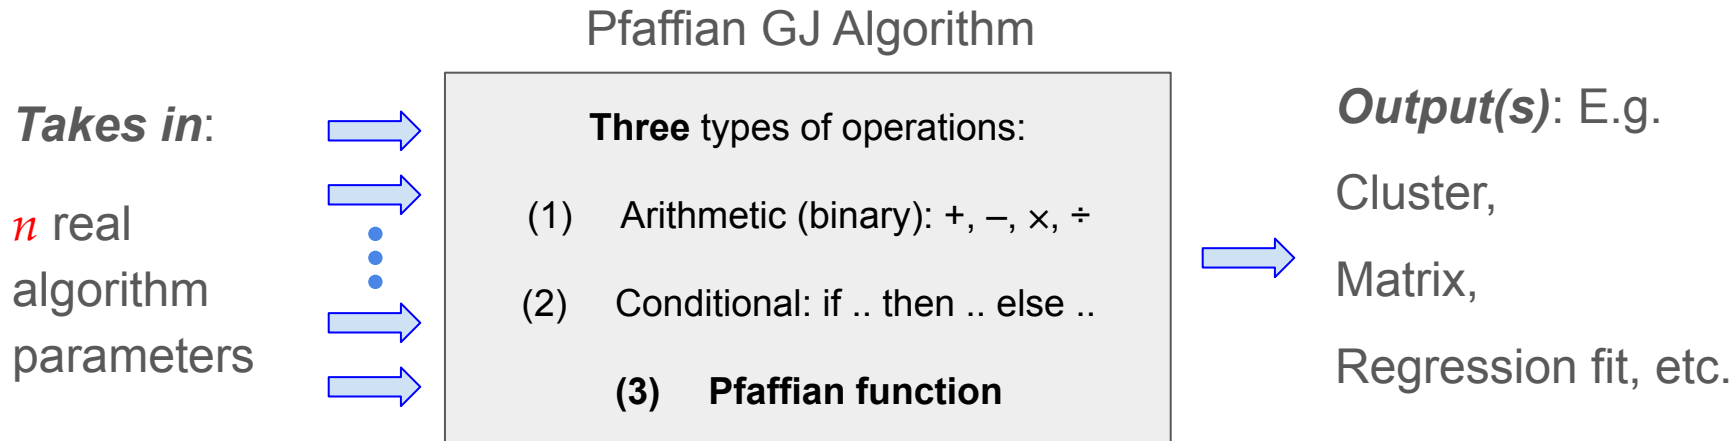 Pfaffian GJ Algorithm
Takes in:
n real
algorithm
parameters
Three types of operations:
(1) Arithmetic (binary): +, –, ×, ÷
(2) Conditional: if .. then .. else ..
(3) Pfaffian function
Output(s): E.g.
Cluster,
Matrix,
Regression fit, etc.